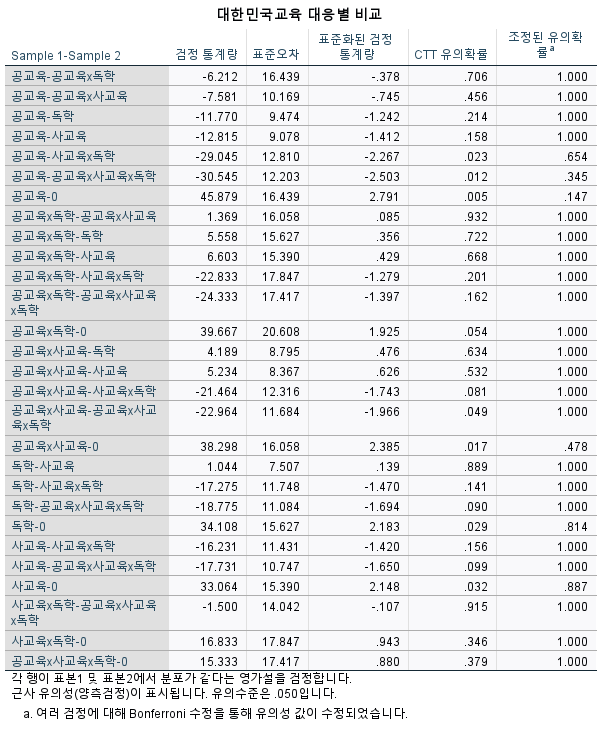 대한민국교육 대응별 비교
Sample 1-Sample 2 검정 통계량 표준오차 표준화된 검정 통계량 CTT 유의확률 조정된 유의확률a
공교육-공교육x독학 -6.212 16.439 -.378 .706 1.000
공교육-공교육x사교육 -7.581 10.169 -.745 .456 1.000
공교육-독학 -11.770 9.474 -1.242 .214 1.000
공교육-사교육 -12.815 9.078 -1.412 .158 1.000
공교육-사교육x독학 -29.045 12.810 -2.267 .023 .654
공교육-공교육x사교육x독학 -30.545 12.203 -2.503 .012 .345
공교육-0 45.879 16.439 2.791 .005 .147
공교육x독학-공교육x사교육 1.369 16.058 .085 .932 1.000
공교육x독학-독학 5.558 15.627 .356 .722 1.000
공교육x독학-사교육 6.603 15.390 .429 .668 1.000
공교육x독학-사교육x독학 -22.833 17.847 -1.279 .201 1.000
공교육x독학-공교육x사교육x독학 -24.333 17.417 -1.397 .162 1.000
공교육x독학-0 39.667 20.608 1.925 .054 1.000
공교육x사교육-독학 4.189 8.795 .476 .634 1.000
공교육x사교육-사교육 5.234 8.367 .626 .532 1.000
공교육x사교육-사교육x독학 -21.464 12.316 -1.743 .081 1.000
공교육x사교육-공교육x사교육x독학 -22.964 11.684 -1.966 .049 1.000
공교육x사교육-0 38.298 16.058 2.385 .017 .478
독학-사교육 1.044 7.507 .139 .889 1.000
독학-사교육x독학 -17.275 11.748 -1.470 .141 1.000
독학-공교육x사교육x독학 -18.775 11.084 -1.694 .090 1.000
독학-0 34.108 15.627 2.183 .029 .814
사교육-사교육x독학 -16.231 11.431 -1.420 .156 1.000
사교육-공교육x사교육x독학 -17.731 10.747 -1.650 .099 1.000
사교육-0 33.064 15.390 2.148 .032 .887
사교육x독학-공교육x사교육x독학 -1.500 14.042 -.107 .915 1.000
사교육x독학-0 16.833 17.847 .943 .346 1.000
공교육x사교육x독학-0 15.333 17.417 .880 .379 1.000
각 행이 표본1 및 표본2에서 분포가 같다는 영가설을 검정합니다.
근사 유의성(양측검정)이 표시됩니다. 유의수준은 .050입니다.
a. 여러 검정에 대해 Bonferroni 수정을 통해 유의성 값이 수정되었습니다.